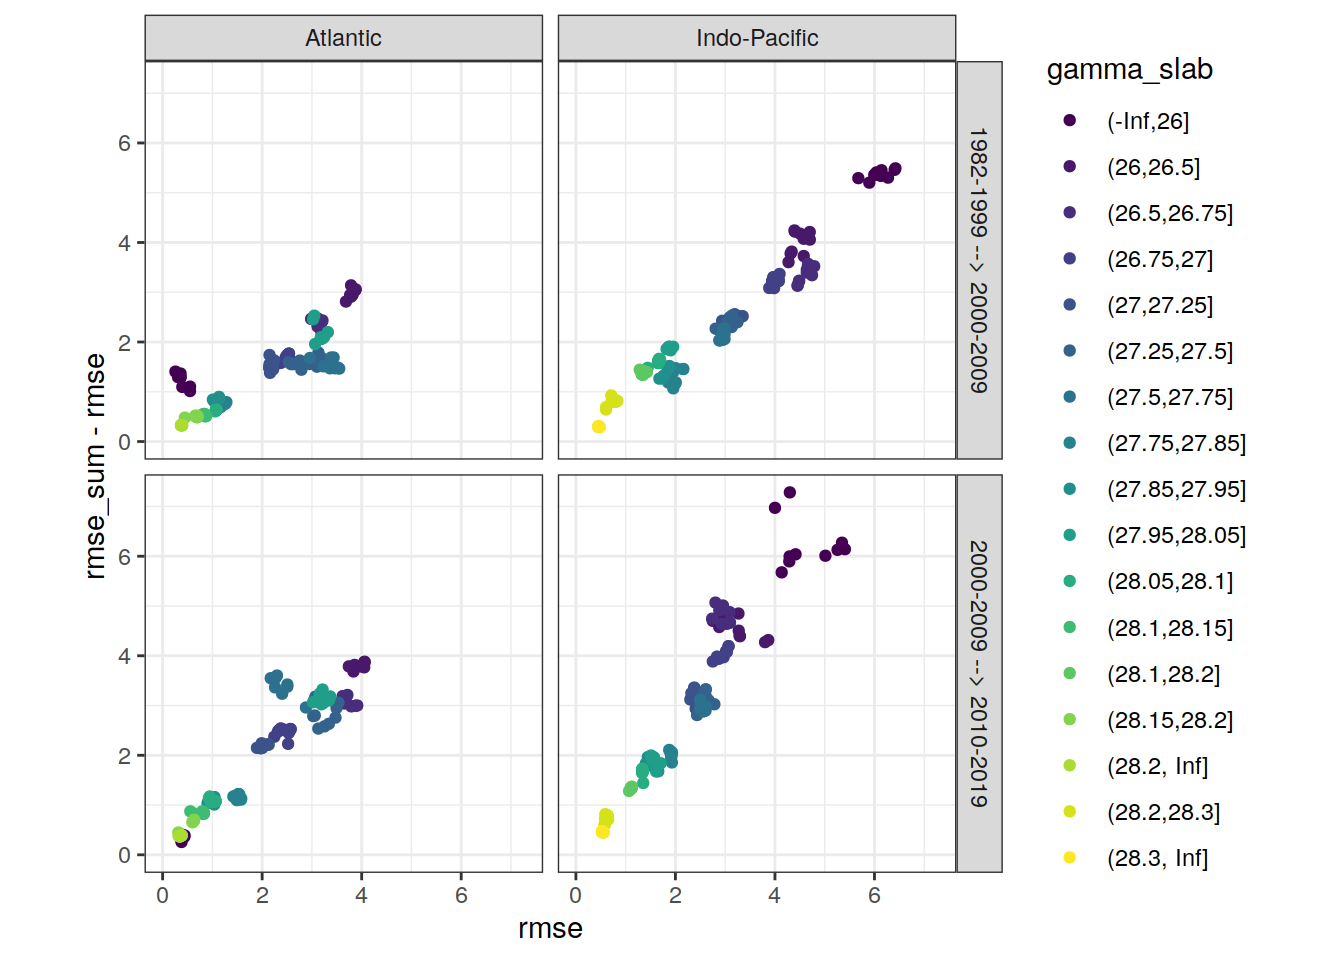 Atlantic
Indo-Pacific
1982-1999 --> 2000-2009
2000-2009 --> 2010-2019
rmse_sum - rmse
6
4
2
0
6
4
2
0
0 2 4 6
0 2 4 6
rmse
gamma_slab
(-Inf,26]
(26,26.5]
(26.5,26.75]
(26.75,27]
(27,27.25]
(27.25,27.5]
(27.5,27.75]
(27.75,27.85]
(27.85,27.95]
(27.95,28.05]
(28.05,28.1]
(28.1,28.15]
(28.1,28.2]
(28.15,28.2]
(28.2, Inf]
(28.2,28.3]
(28.3, Inf]